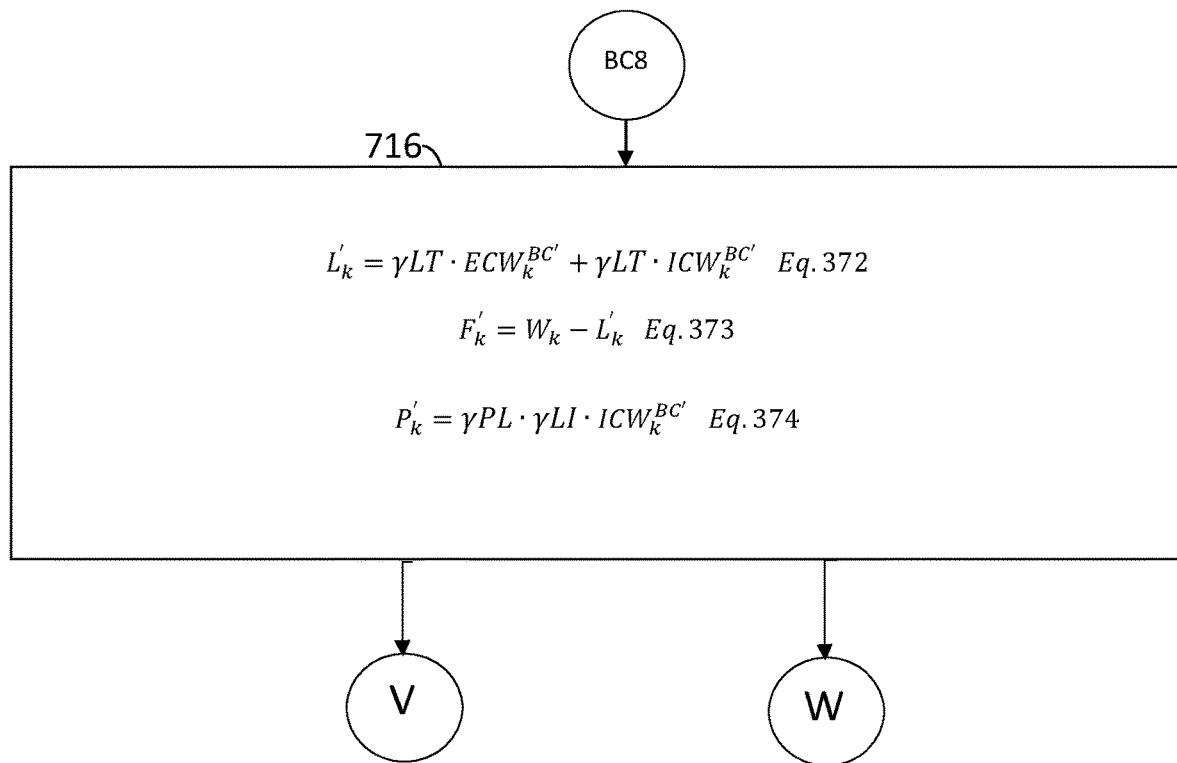 BC8
716
L'_k = γLT · ECW_k^{BC'} + γLT · ICW_k^{BC'} Eq. 372
F'_k = W_k − L'_k Eq. 373
P'_k = γPL · γLI · ICW_k^{BC'} Eq. 374
V
W